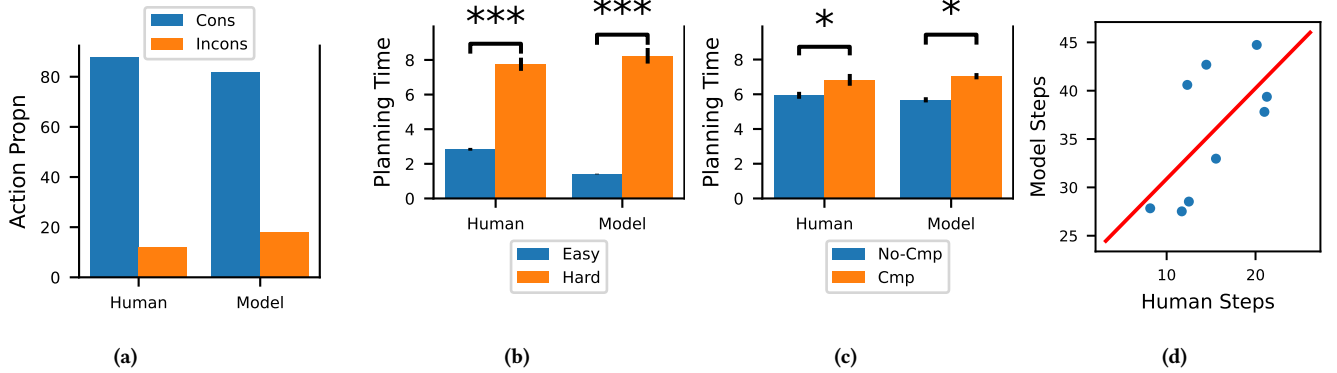 Cons
Incons
Action Propn
80
60
40
20
0
Human Model
(a)
*** ***
Planning Time
8
6
4
2
0
Human Model
Easy
Hard
(b)
* *
Planning Time
8
6
4
2
0
Human Model
No-Cmp
Cmp
(c)
Model Steps
45
40
35
30
25
10 20
Human Steps
(d)